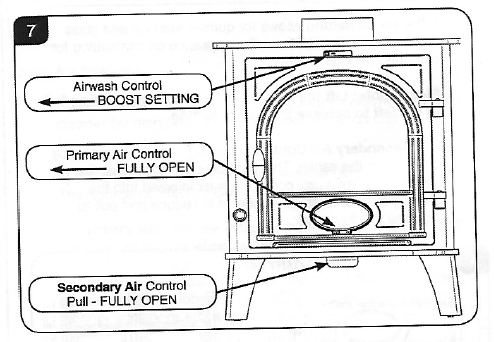 7
Airwash Control
BOOST SETTING
Primary Air Control
FULLY OPEN
Secondary Air Control
Pull - FULLY OPEN